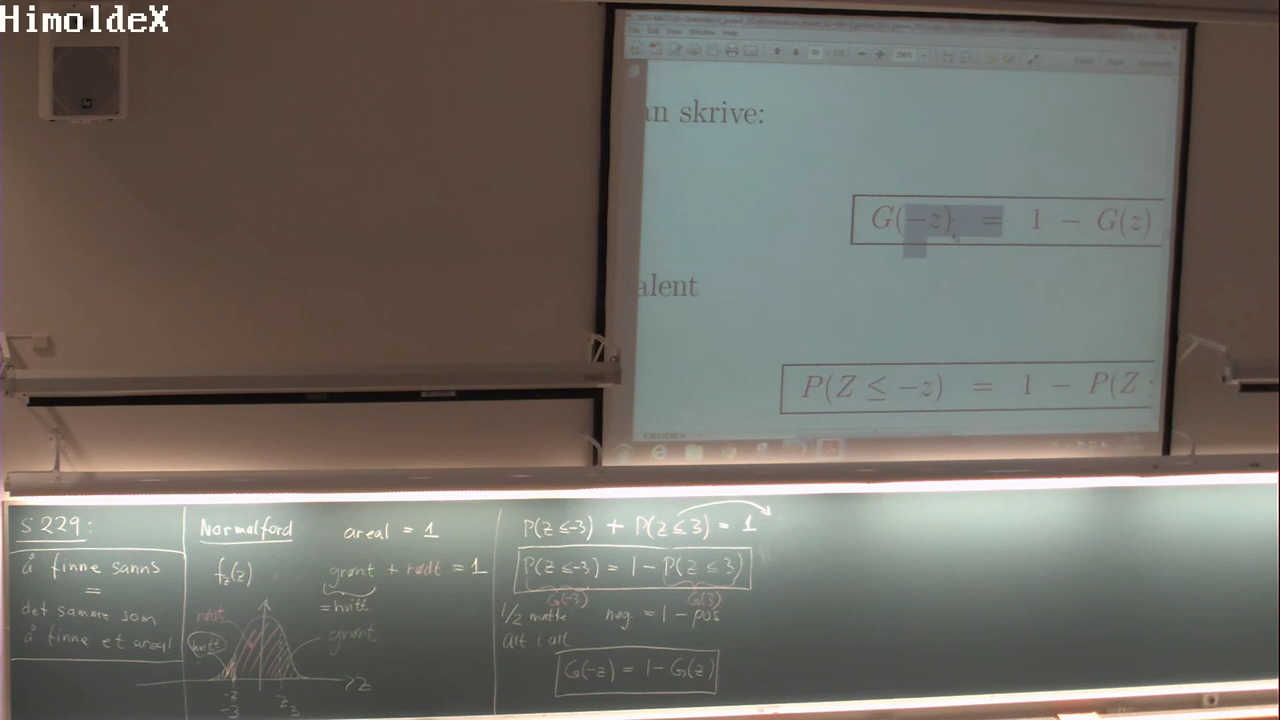 HimoldeX
an skrive:
G(−z) = 1 − G(z)
alent
P(Z ≤ −z) = 1 − P(Z
S 229:
å finne sanns
=
det samme som
å finne et areal
Normalford
areal = 1
f_z(z)
grønt + rødt = 1
= hvitt
rødt
hvitt
grønt
-z
-3
z
3
z
P(Z≤-3) + P(Z≤3) = 1
P(Z≤-3) = 1 - P(Z≤3)
G(-3) G(3)
1/2 matte neg = 1 - pos
alt i alt
G(-z) = 1 - G(z)